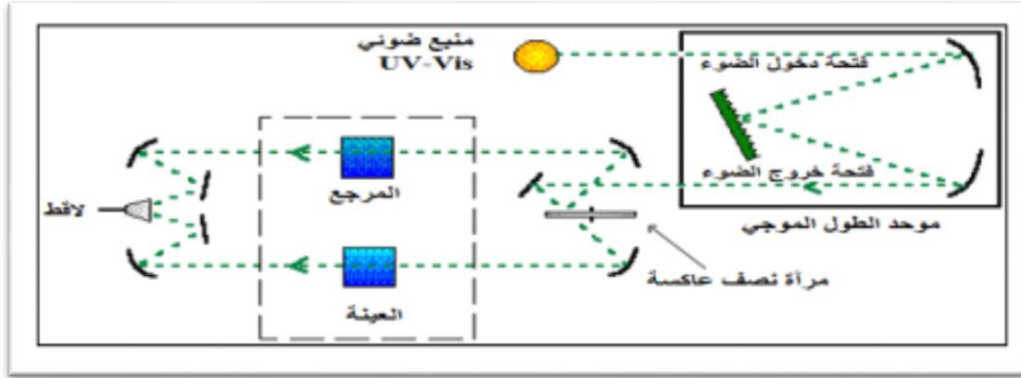 منبع ضوئي
UV-Vis
فتحة دخول الضوء
المرجع
فتحة خروج الضوء
لاقط
موحد الطول الموجي
مرآة نصف عاكسة
العينة